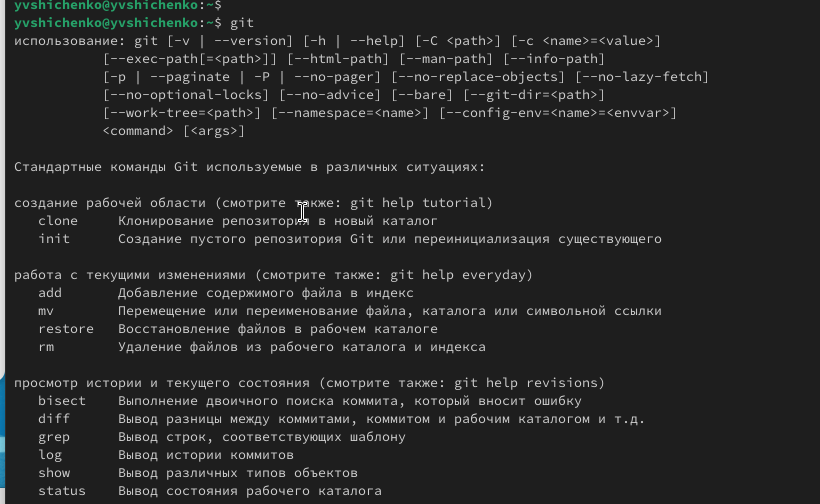 yvshichenko@yvshichenko:~$
yvshichenko@yvshichenko:~$ git
использование: git [-v | --version] [-h | --help] [-C <path>] [-c <name>=<value>]
           [--exec-path[=<path>]] [--html-path] [--man-path] [--info-path]
           [-p | --paginate | -P | --no-pager] [--no-replace-objects] [--no-lazy-fetch]
           [--no-optional-locks] [--no-advice] [--bare] [--git-dir=<path>]
           [--work-tree=<path>] [--namespace=<name>] [--config-env=<name>=<envvar>]
           <command> [<args>]

Стандартные команды Git используемые в различных ситуациях:

создание рабочей области (смотрите также: git help tutorial)
   clone     Клонирование репозитория в новый каталог
   init      Создание пустого репозитория Git или переинициализация существующего

работа с текущими изменениями (смотрите также: git help everyday)
   add       Добавление содержимого файла в индекс
   mv        Перемещение или переименование файла, каталога или символьной ссылки
   restore   Восстановление файлов в рабочем каталоге
   rm        Удаление файлов из рабочего каталога и индекса

просмотр истории и текущего состояния (смотрите также: git help revisions)
   bisect    Выполнение двоичного поиска коммита, который вносит ошибку
   diff      Вывод разницы между коммитами, коммитом и рабочим каталогом и т.д.
   grep      Вывод строк, соответствующих шаблону
   log       Вывод истории коммитов
   show      Вывод различных типов объектов
   status    Вывод состояния рабочего каталога